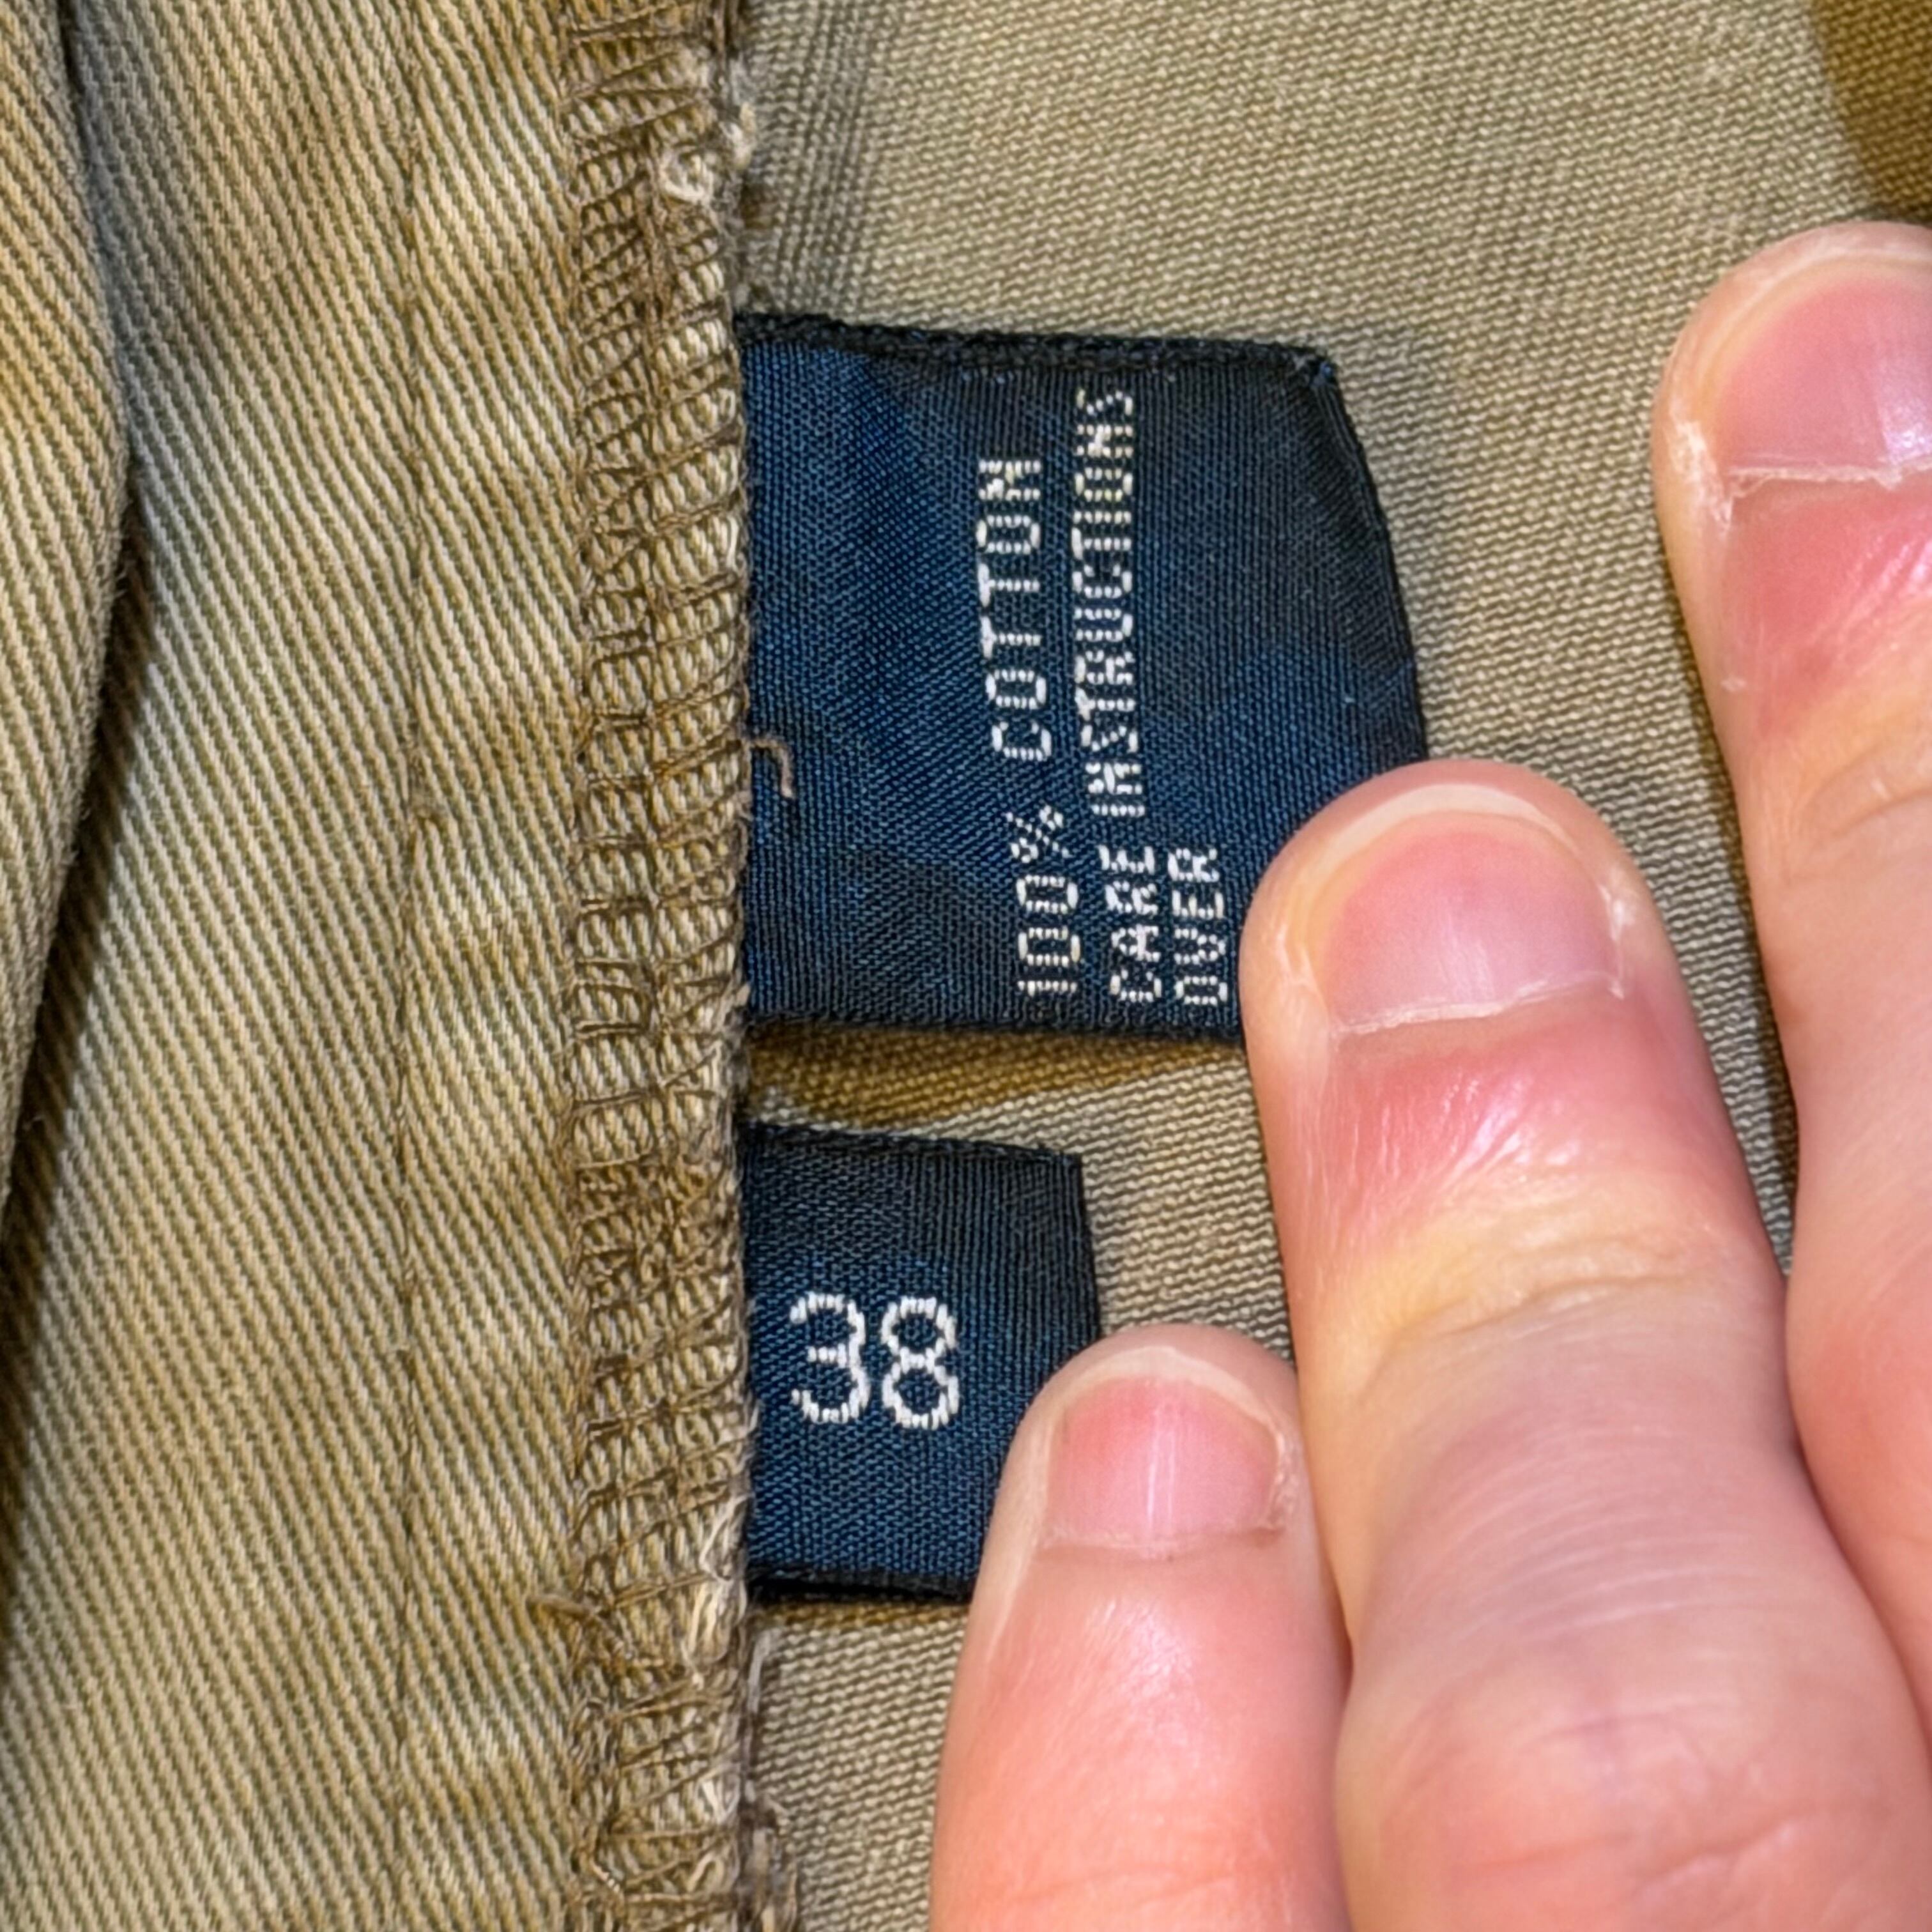 100% COTTON
CARE INSTRUCTIONS
OVER
38